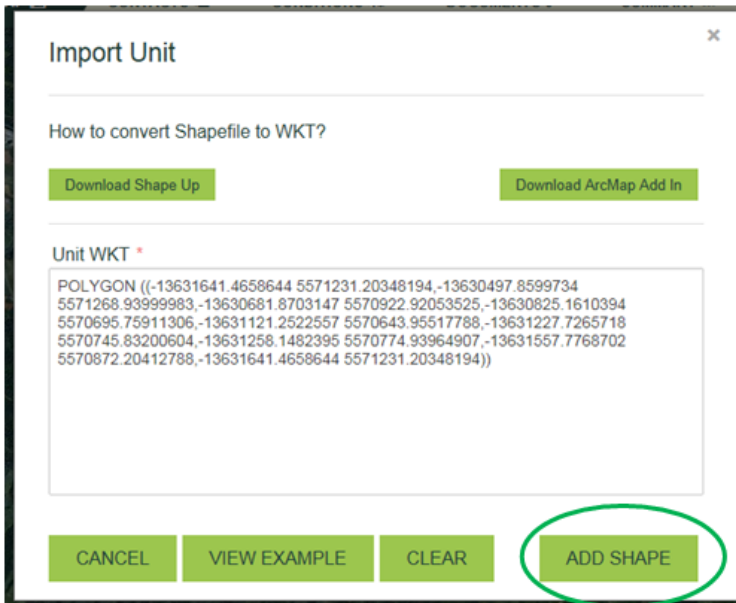 Import Unit
×
How to convert Shapefile to WKT?
Download Shape Up
Download ArcMap Add In
Unit WKT *
POLYGON ((-13631641.4658644 5571231.20348194,-13630497.8599734
5571268.93999983,-13630681.8703147 5570922.92053525,-13630825.1610394
5570695.75911306,-13631121.2522557 5570643.95517788,-13631227.7265718
5570745.83200604,-13631258.1482395 5570774.93964907,-13631557.7768702
5570872.20412788,-13631641.4658644 5571231.20348194))
CANCEL
VIEW EXAMPLE
CLEAR
ADD SHAPE